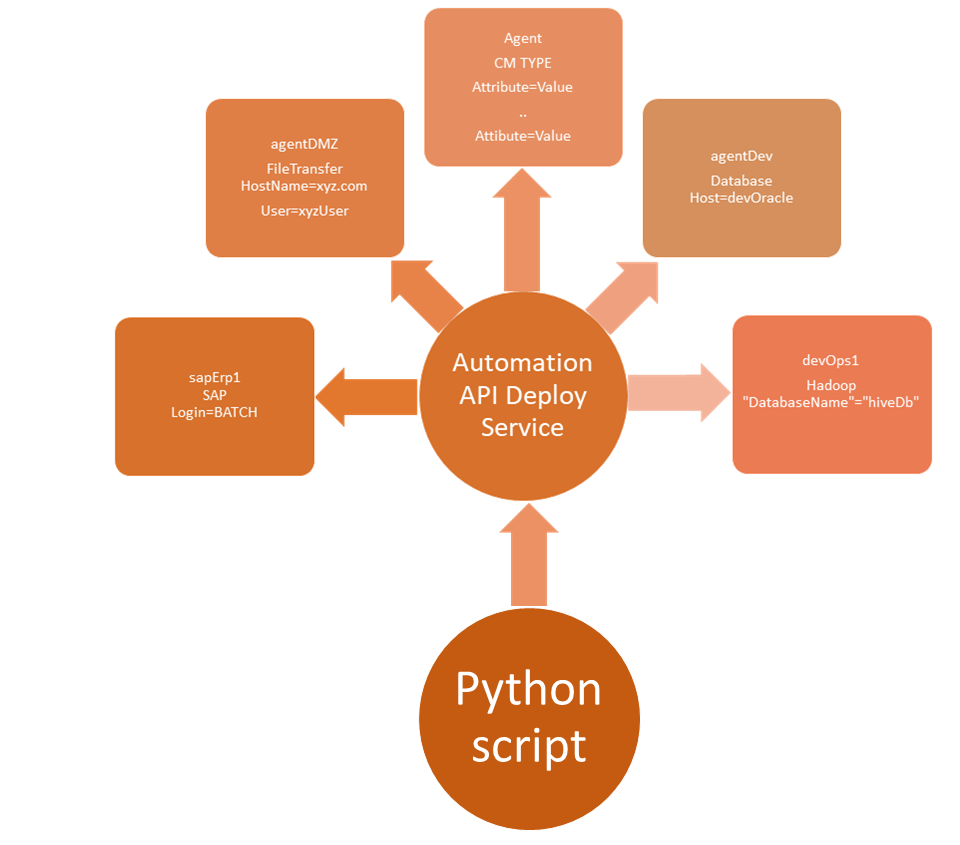 Agent
CM TYPE
Attribute=Value
..
Attibute=Value
agentDMZ
FileTransfer
HostName=xyz.com
User=xyzUser
agentDev
Database
Host=devOracle
sapErp1
SAP
Login=BATCH
Automation
API Deploy
Service
devOps1
Hadoop
"DatabaseName"="hiveDb"
Python
script